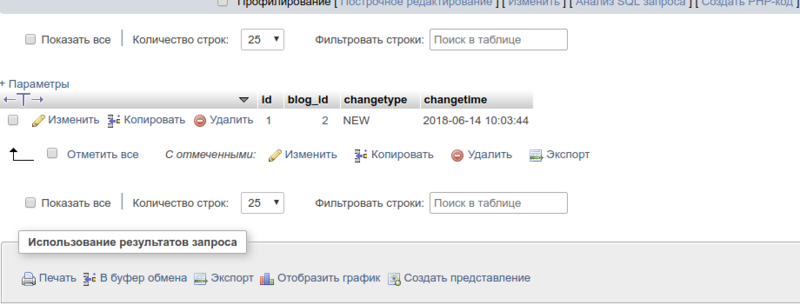 Профилирование [ Построчное редактирование ] [ Изменить ] [ Анализ SQL запроса ] [ Создать PHP-код ]
Показать все | Количество строк: 25 Фильтровать строки: Поиск в таблице
+ Параметры
id blog_id changetype changetime
Изменить Копировать Удалить 1 2 NEW 2018-06-14 10:03:44
Отметить все С отмеченными: Изменить Копировать Удалить Экспорт
Показать все | Количество строк: 25 Фильтровать строки: Поиск в таблице
Использование результатов запроса
Печать В буфер обмена Экспорт Отобразить график Создать представление